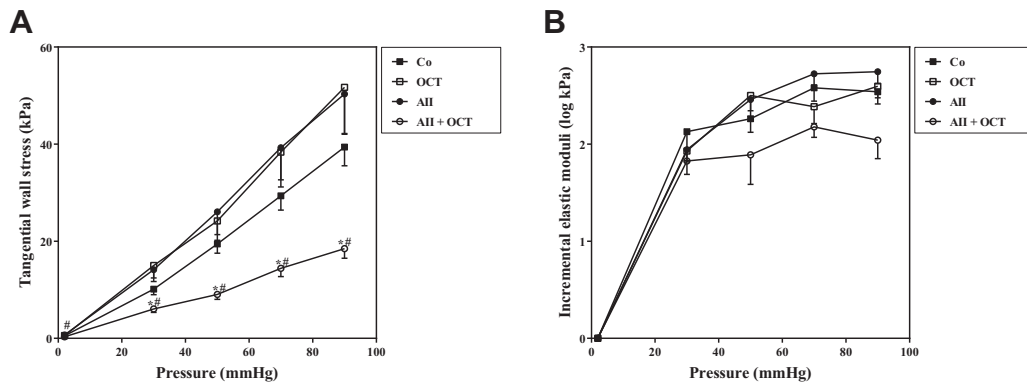 A
Tangential wall stress (kPa)
60
40
20
0
0 20 40 60 80 100
Pressure (mmHg)
# *# *# *# *#
Co
OCT
AII
AII + OCT
B
Incremental elastic moduli (log kPa)
3
2
1
0
0 20 40 60 80 100
Pressure (mmHg)
Co
OCT
AII
AII + OCT